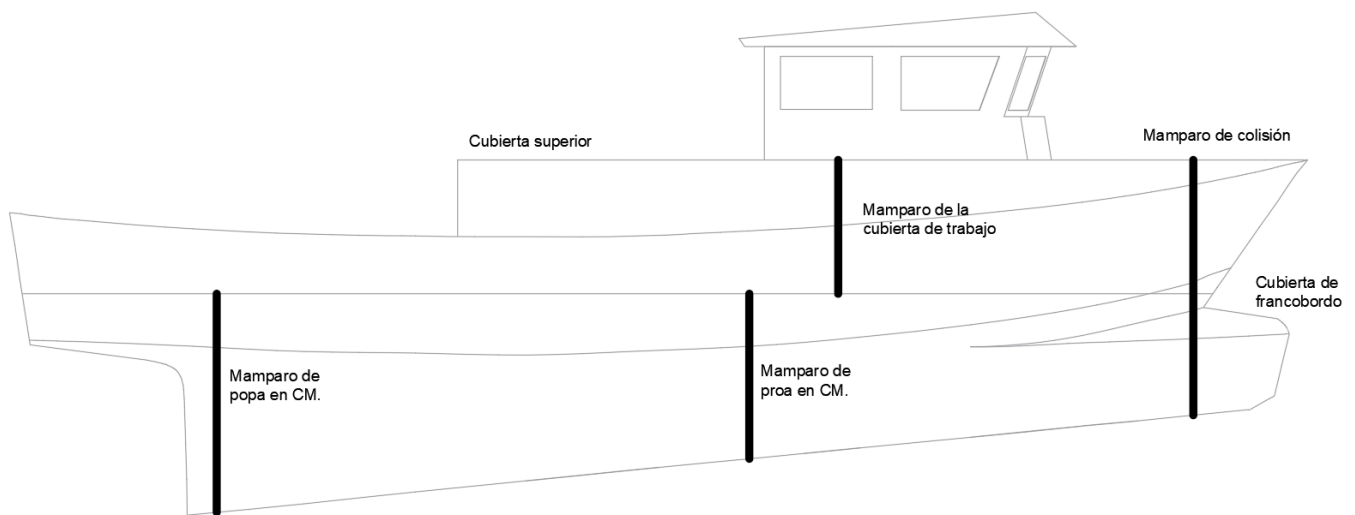 Cubierta superior
Mamparo de colisión
Mamparo de la
cubierta de trabajo
Cubierta de
francobordo
Mamparo de
popa en CM.
Mamparo de
proa en CM.